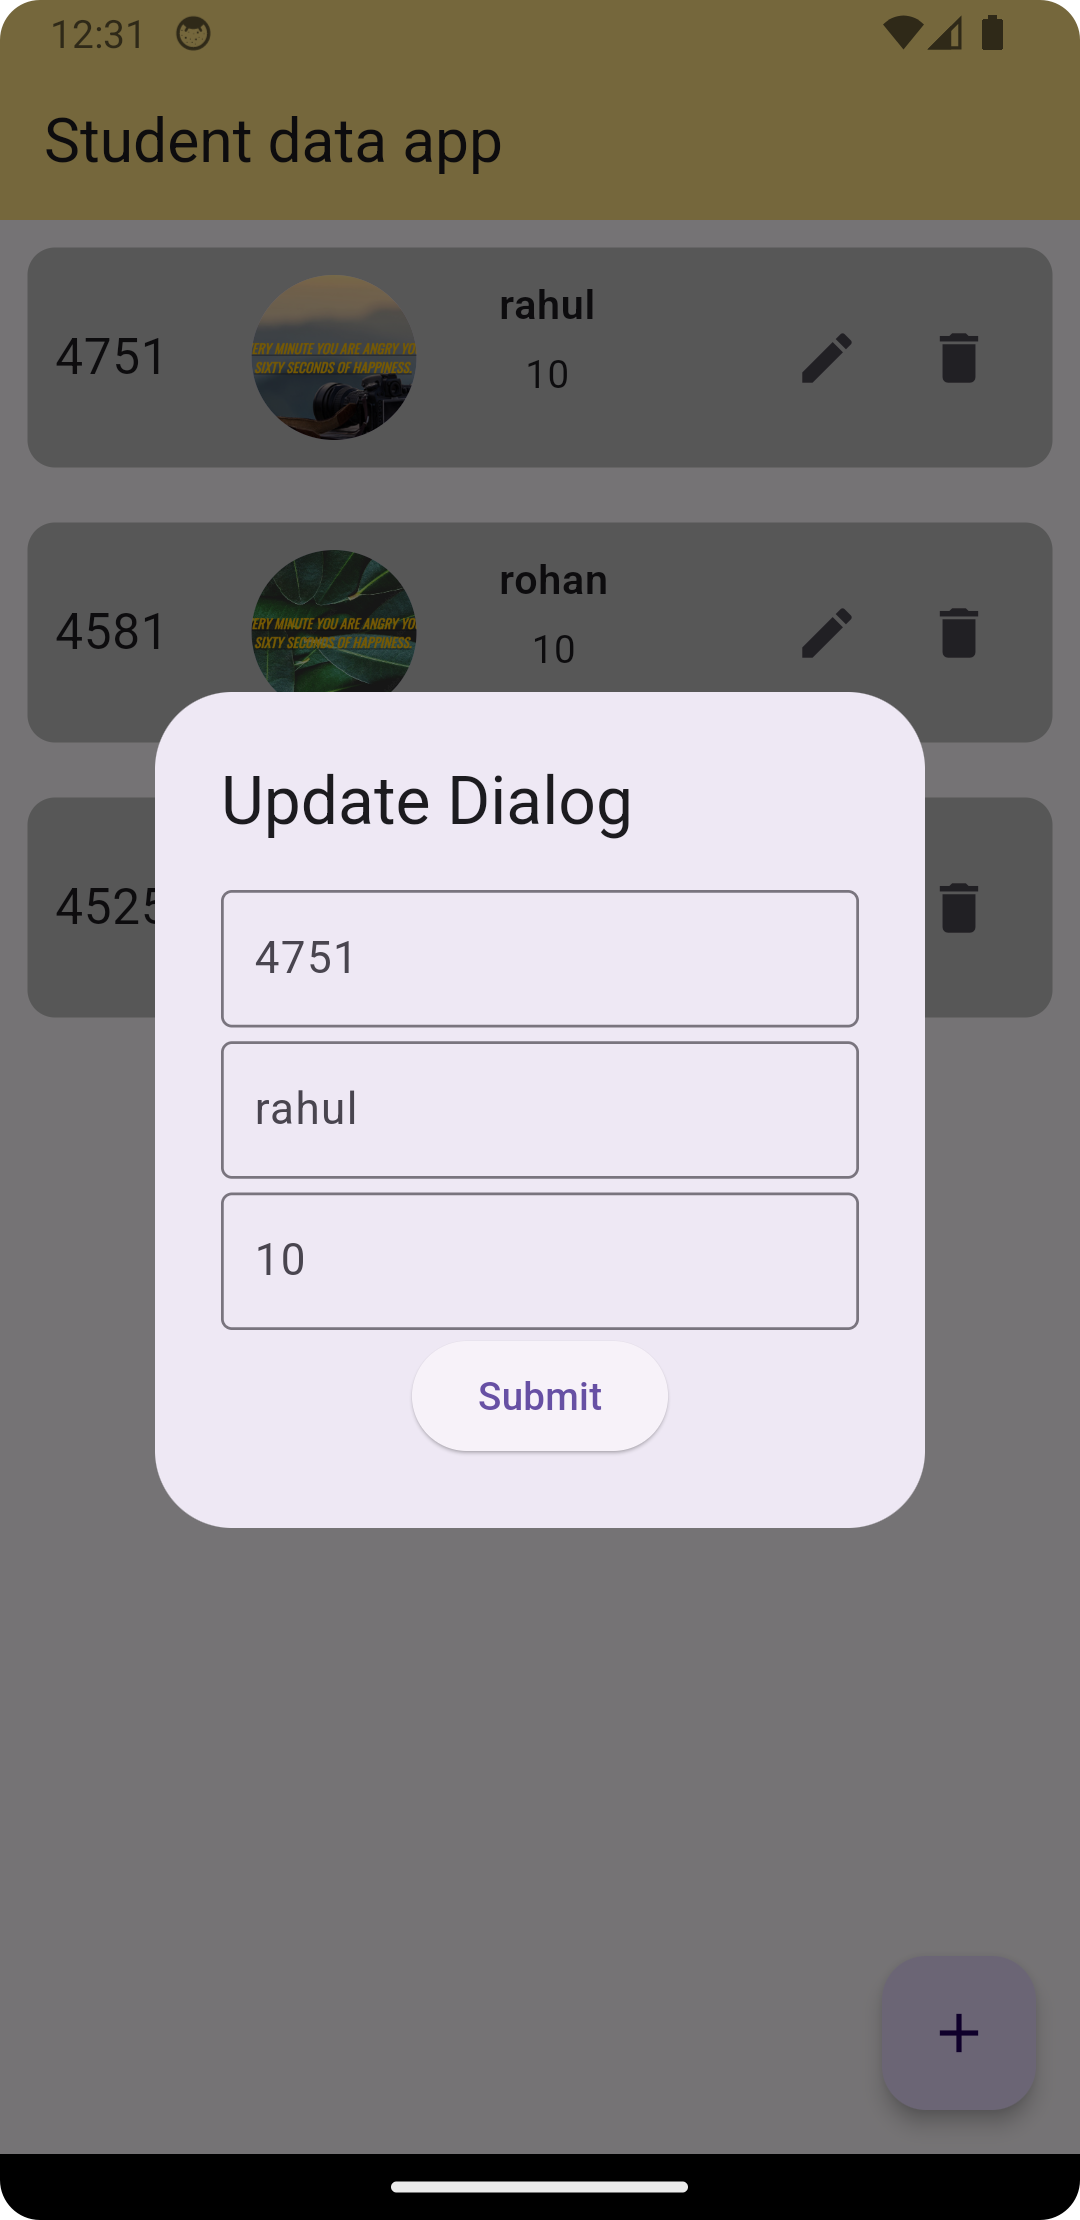 12:31
Student data app
4751
ERY MINUTE YOU ARE ANGRY YO
SIXTY SECONDS OF HAPPINESS.
rahul
10
4581
ERY MINUTE YOU ARE ANGRY YO
SIXTY SECONDS OF HAPPINESS.
rohan
10
4525
Update Dialog
4751
rahul
10
Submit